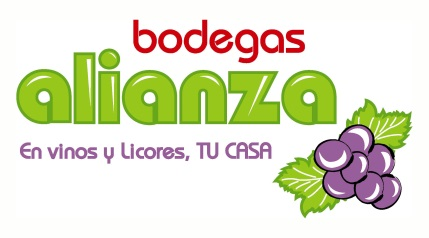 bodegas
alianza
En vinos y Licores, TU CASA